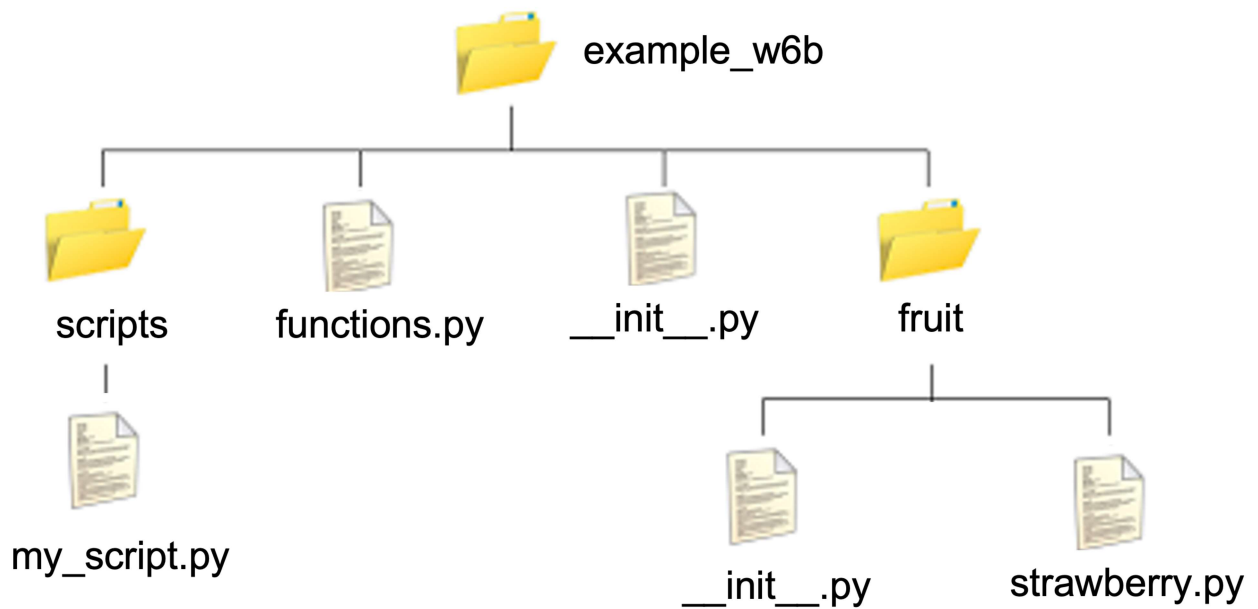 example_w6b
scripts
functions.py
__init__.py
fruit
my_script.py
__init__.py
strawberry.py